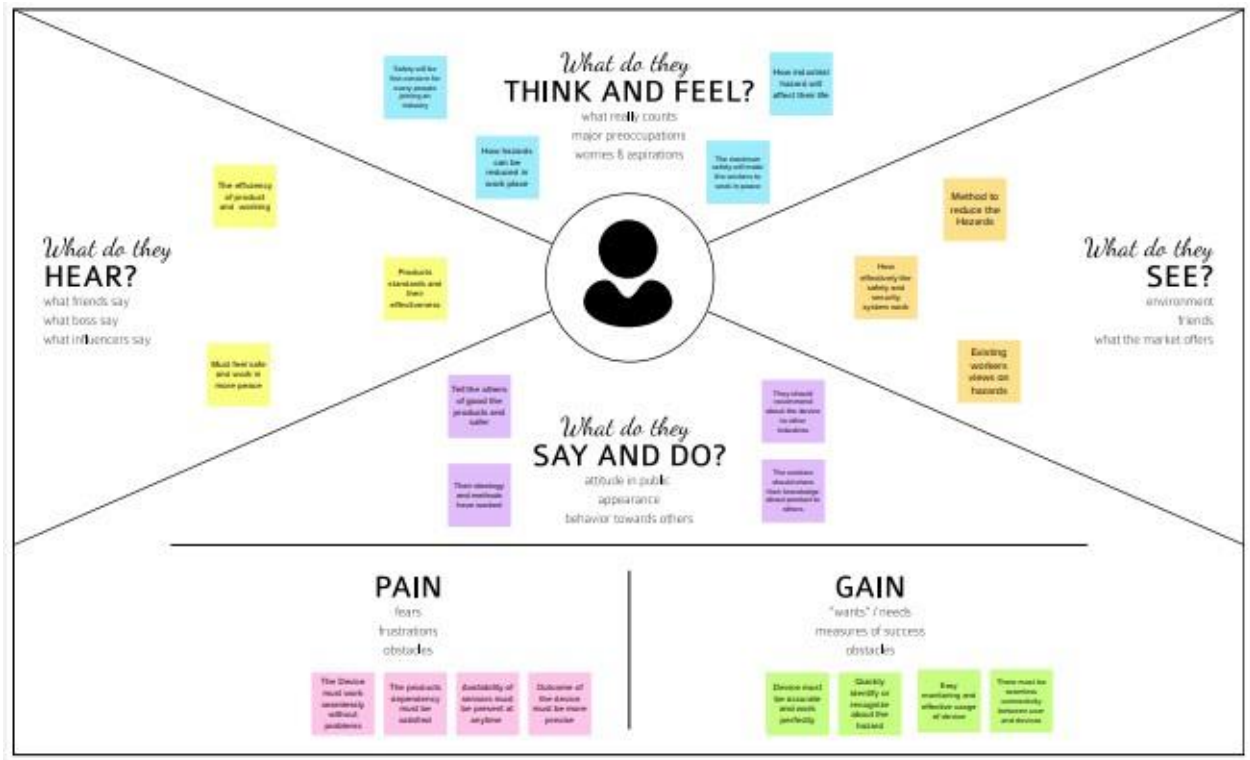 What do they
THINK AND FEEL?
what really counts
major preoccupations
worries & aspirations
Safety will be
first concern for
many people
joining an
industry
How hazards
can be
reduced in
work place
How industrial
hazard will
affect their life
The maximum
safety will make
the workers to
work in peace
What do they
HEAR?
what friends say
what boss say
what influencers say
The efficiency
of product
and working
Products
standards and
their
effectiveness
Must feel safe
and work in
more peace
What do they
SEE?
environment
friends
what the market offers
Method to
reduce the
Hazards
How
effectively the
safety and
security
system work
Existing
workers
views on
hazards
What do they
SAY AND DO?
attitude in public
appearance
behavior towards others
Tell the others
of good the
products and
safer
Their ideology
and methods
have worked
They should
recommend
about the device
to other
industries
The workers
should share
their knowledge
about product to
others.
PAIN
fears
frustrations
obstacles
The Device
must work
seamlessly
without
problems
The products
dependency
must be
satisfied
Availability of
sensors must
be present at
anytime
Outcome of
the device
must be more
precise
GAIN
"wants" / needs
measures of success
obstacles
Device must
be accurate
and work
perfectly
Quickly
identify or
recognize
about the
hazard
Easy
monitoring and
effective usage
of device
There must be
seamless
connectivity
between user
and devices